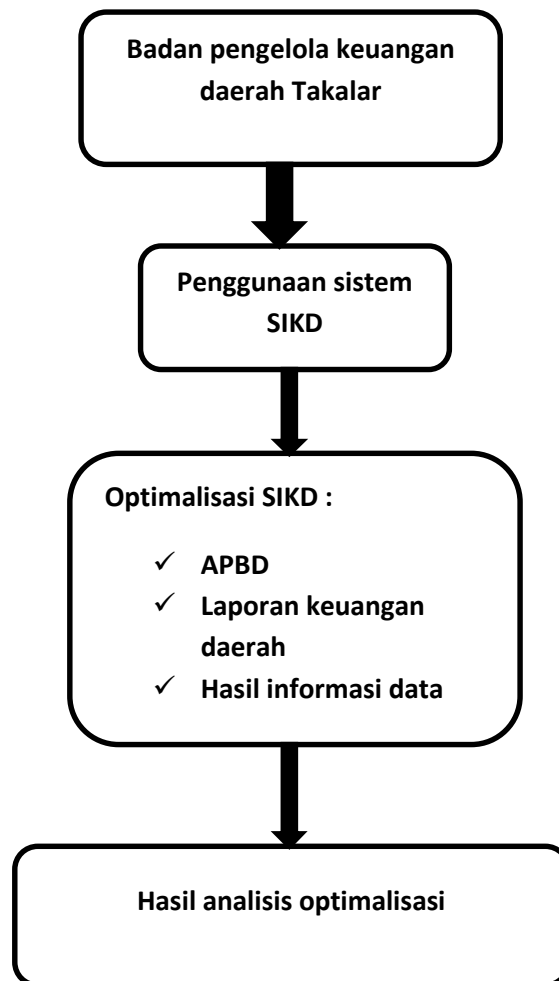 Badan pengelola keuangan
daerah Takalar
Penggunaan sistem
SIKD
Optimalisasi SIKD :
✓ APBD
✓ Laporan keuangan
daerah
✓ Hasil informasi data
Hasil analisis optimalisasi